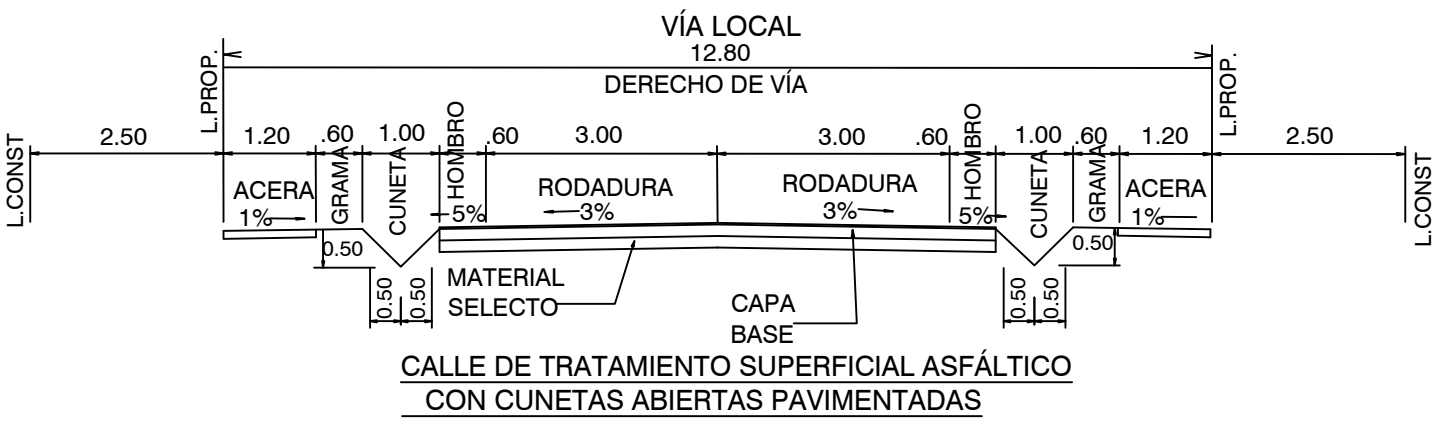 VÍA LOCAL
12.80
DERECHO DE VÍA
L.CONST
2.50
L.PROP.
1.20
.60
1.00
HOMBRO
.60
3.00
3.00
.60
HOMBRO
1.00
.60
1.20
L.PROP.
2.50
L.CONST
ACERA
1%
GRAMA
CUNETA
5%
RODADURA
3%
RODADURA
3%
5%
CUNETA
GRAMA
ACERA
1%
0.50
0.50
0.50
0.50
MATERIAL
SELECTO
CAPA
BASE
0.50
0.50
0.50
CALLE DE TRATAMIENTO SUPERFICIAL ASFÁLTICO
CON CUNETAS ABIERTAS PAVIMENTADAS